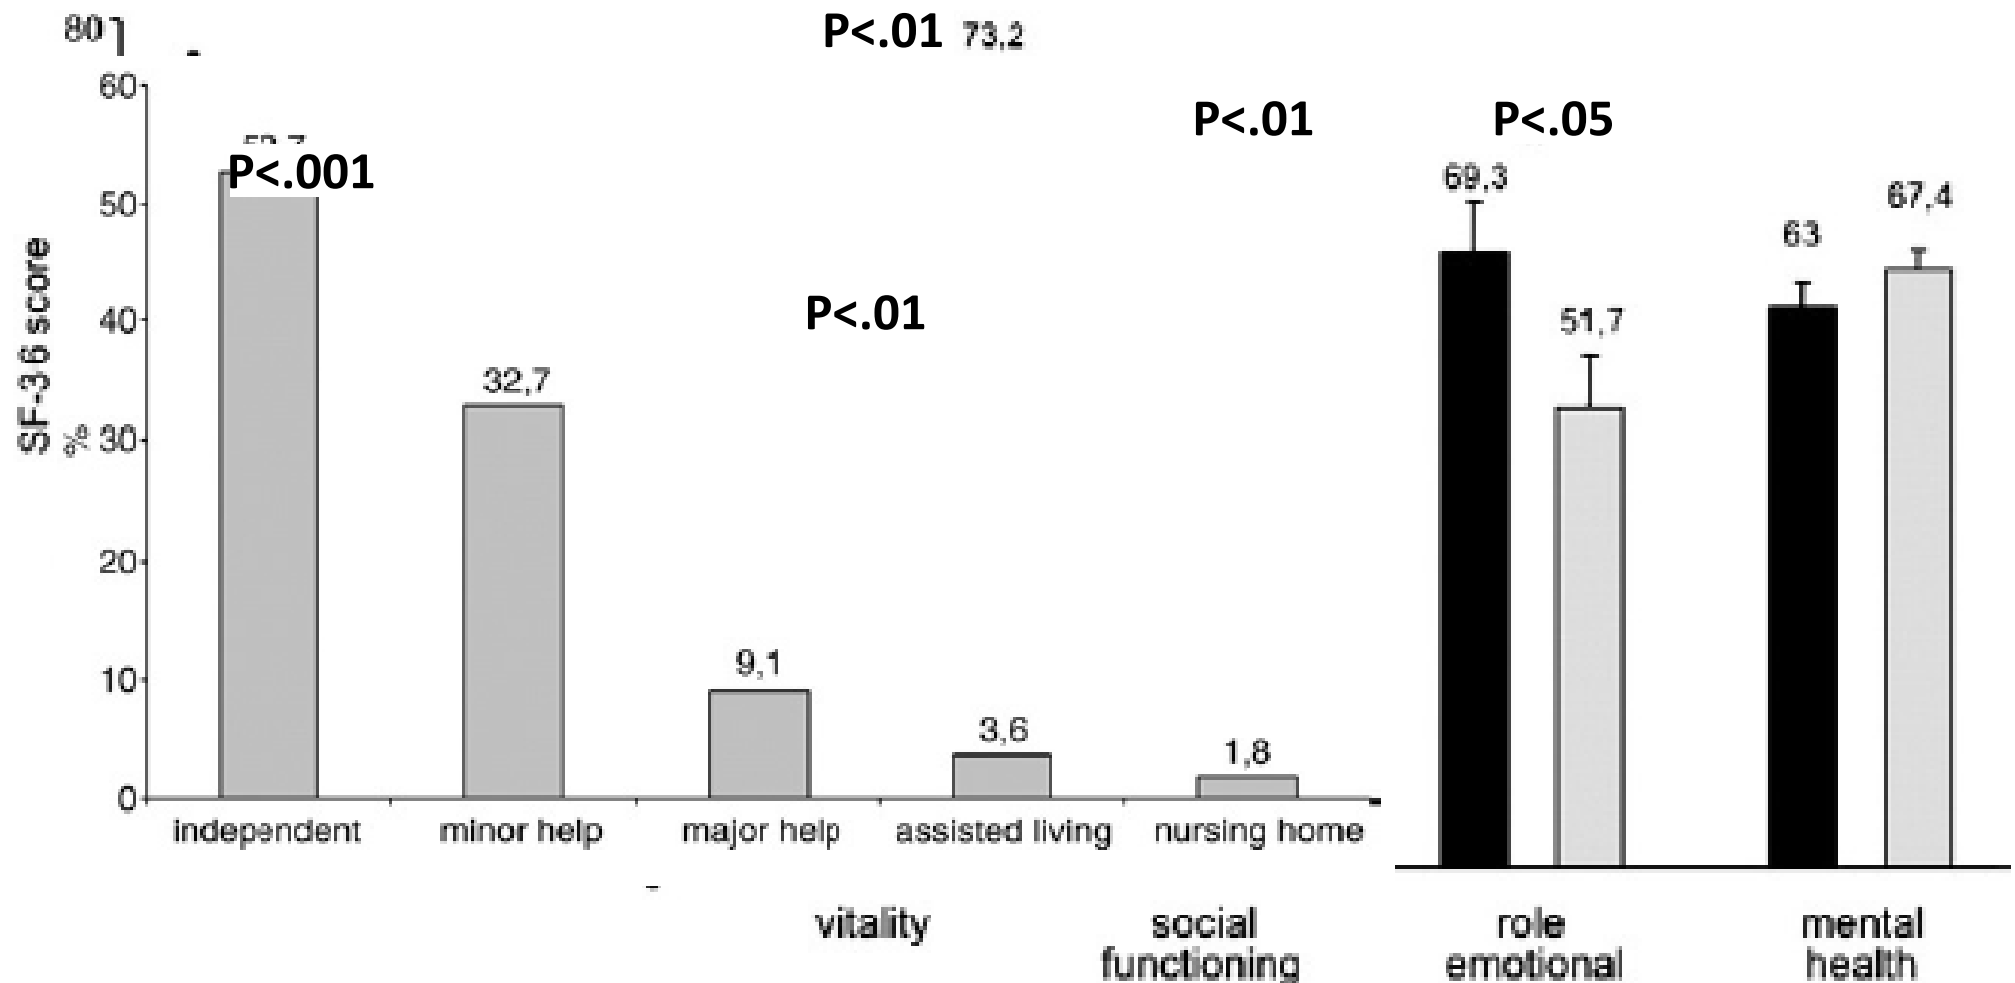 80
P<.01 73,2
60
P<.01 P<.05
P<.001
69,3
67,4
50
63
SF-36 score
40
P<.01
51,7
32,7
% 30
20
9,1
10
3,6
1,8
0
independent minor help major help assisted living nursing home
vitality social functioning role emotional mental health